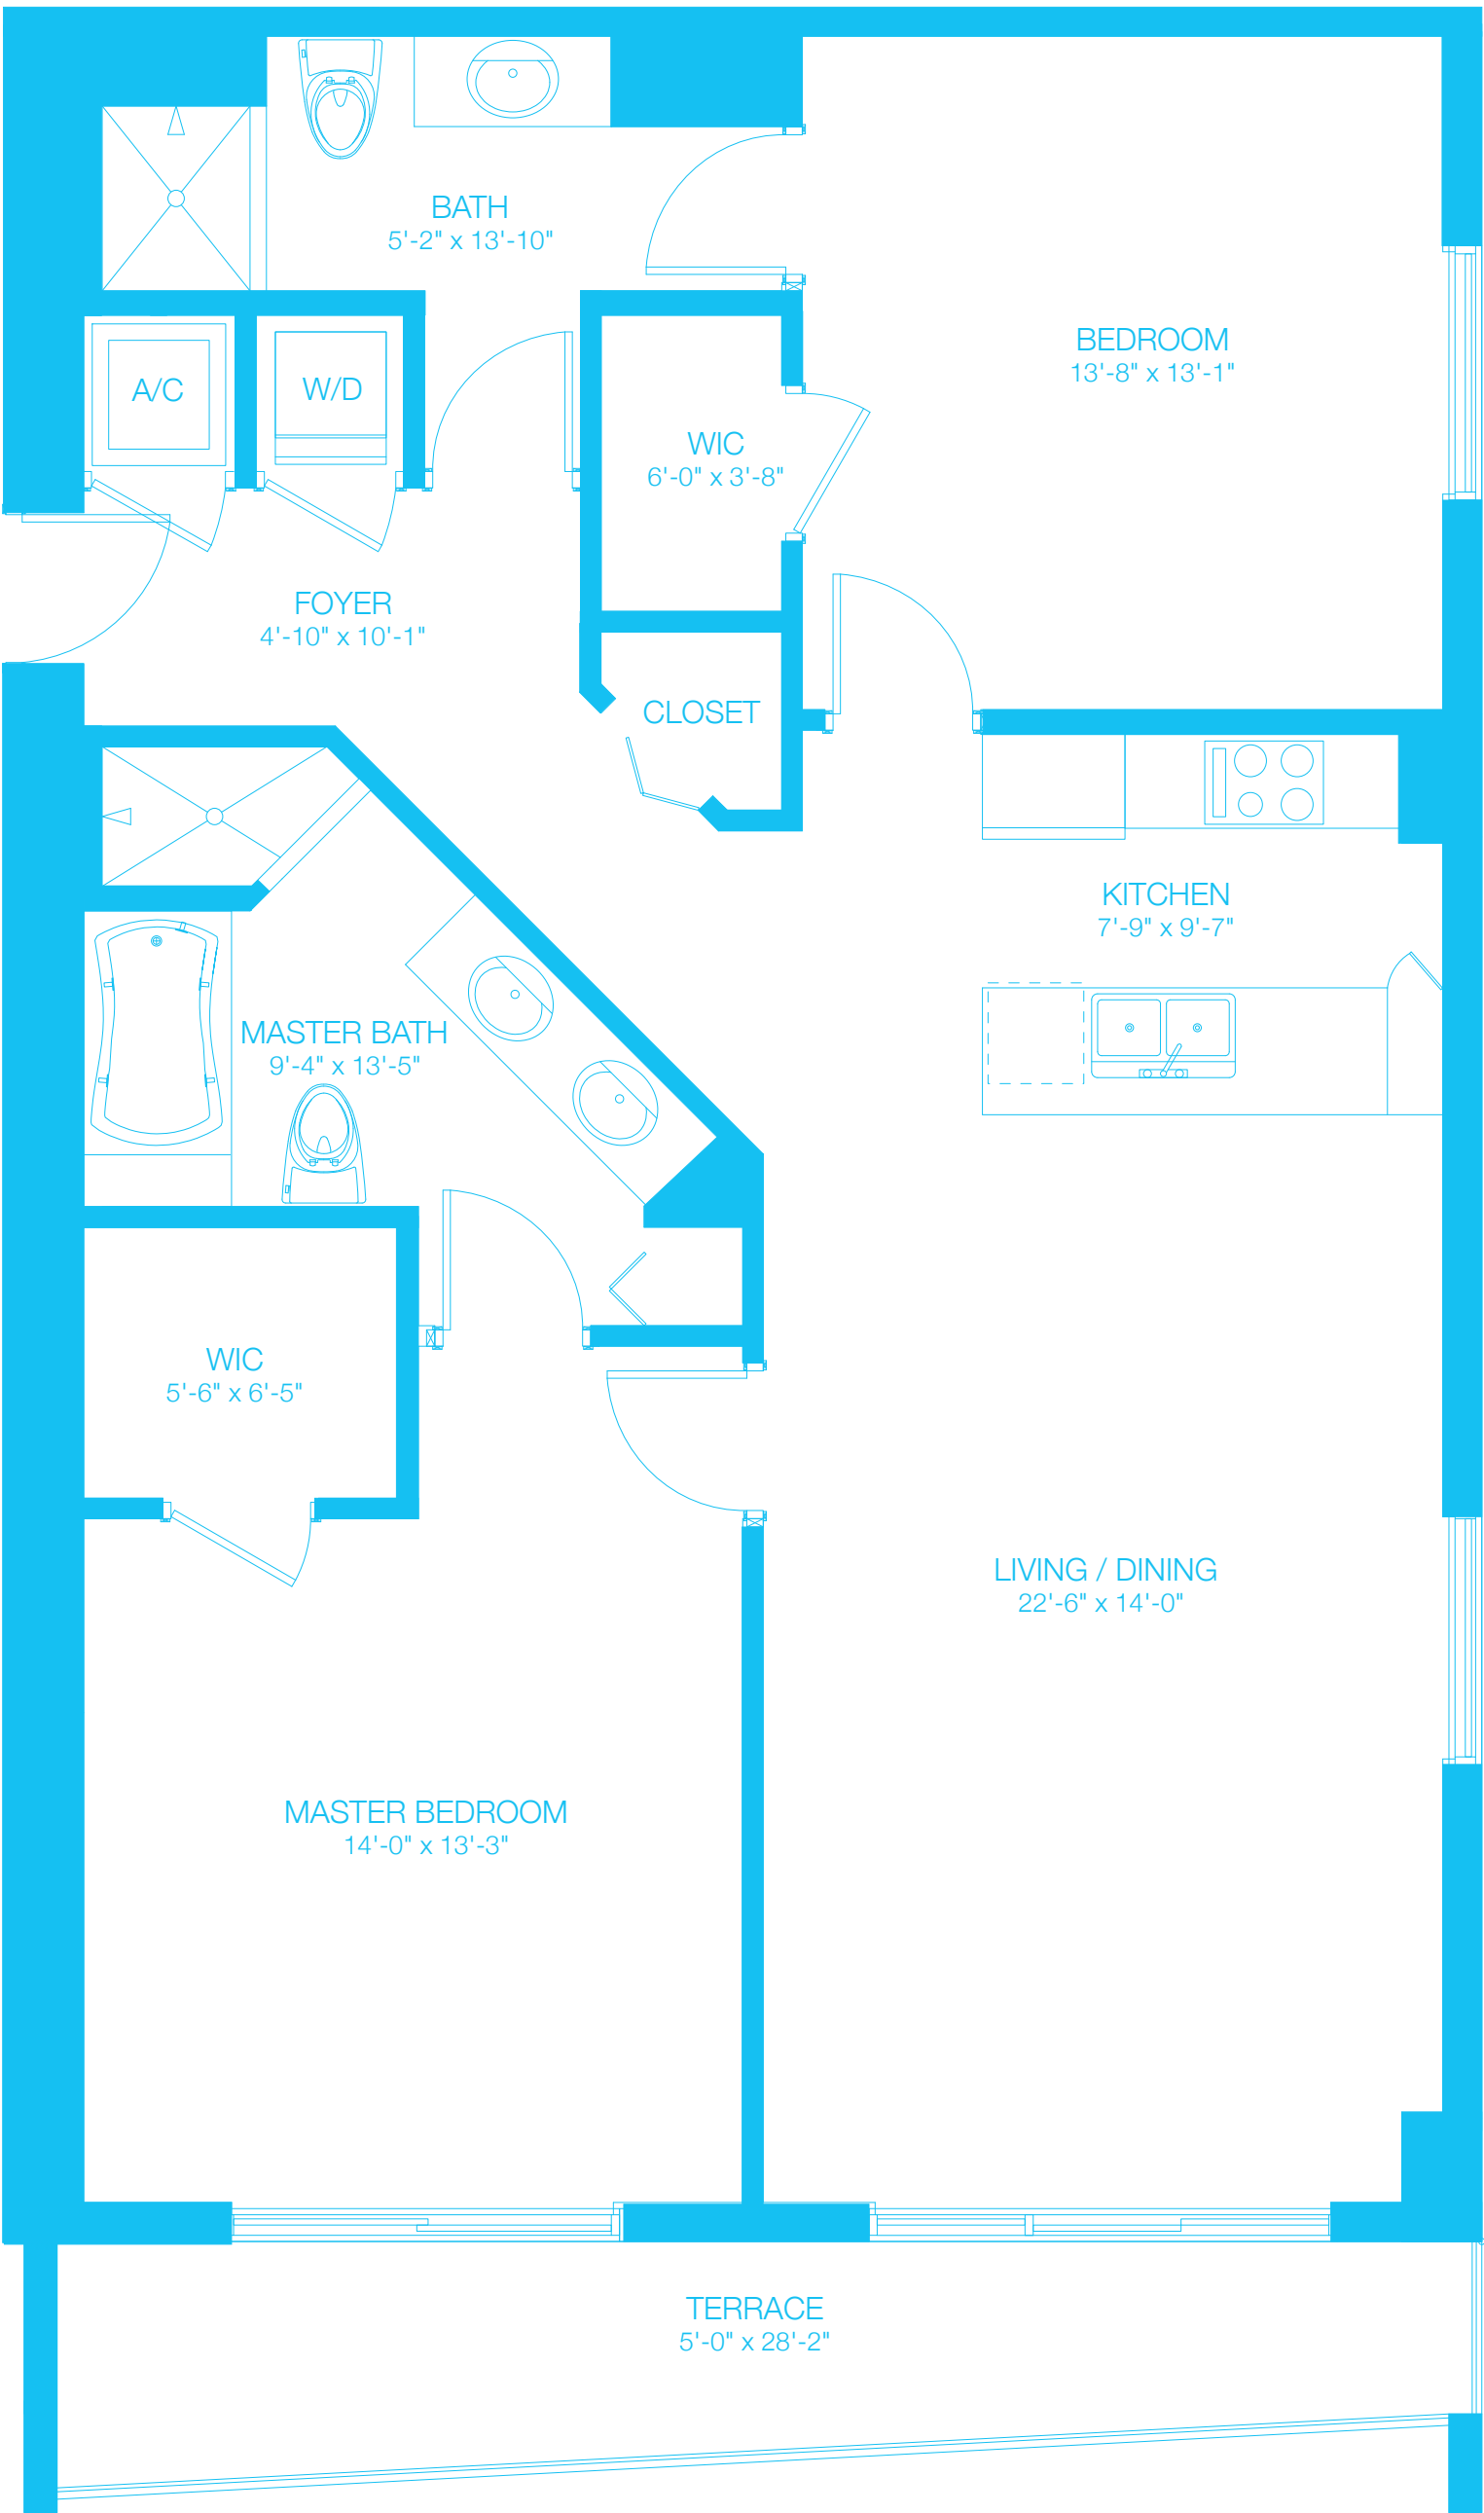 BATH
5'-2" x 13'-10"
BEDROOM
13'-8" x 13'-1"
A/C
W/D
WIC
6'-0" x 3'-8"
FOYER
4'-10" x 10'-1"
CLOSET
KITCHEN
7'-9" x 9'-7"
MASTER BATH
9'-4" x 13'-5"
WIC
5'-6" x 6'-5"
LIVING / DINING
22'-6" x 14'-0"
MASTER BEDROOM
14'-0" x 13'-3"
TERRACE
5'-0" x 28'-2"